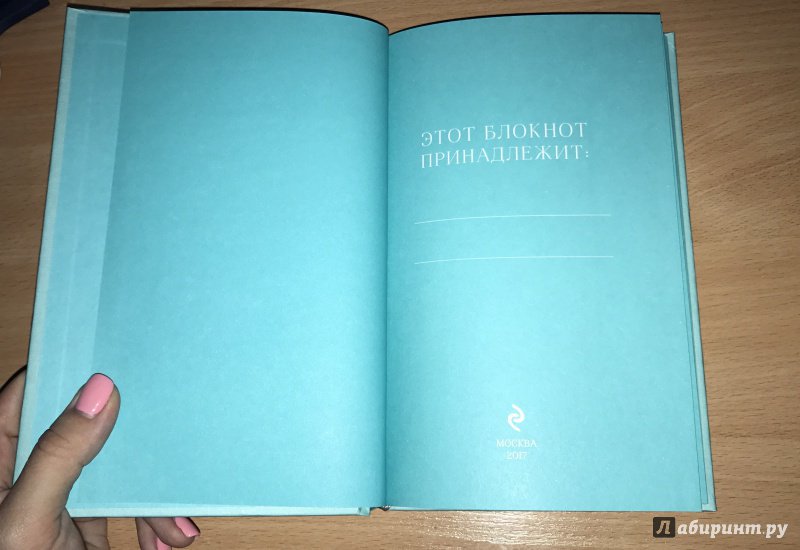 ЭТОТ БЛОКНОТ
ПРИНАДЛЕЖИТ:
МОСКВА
2017
Лабиринт.ру